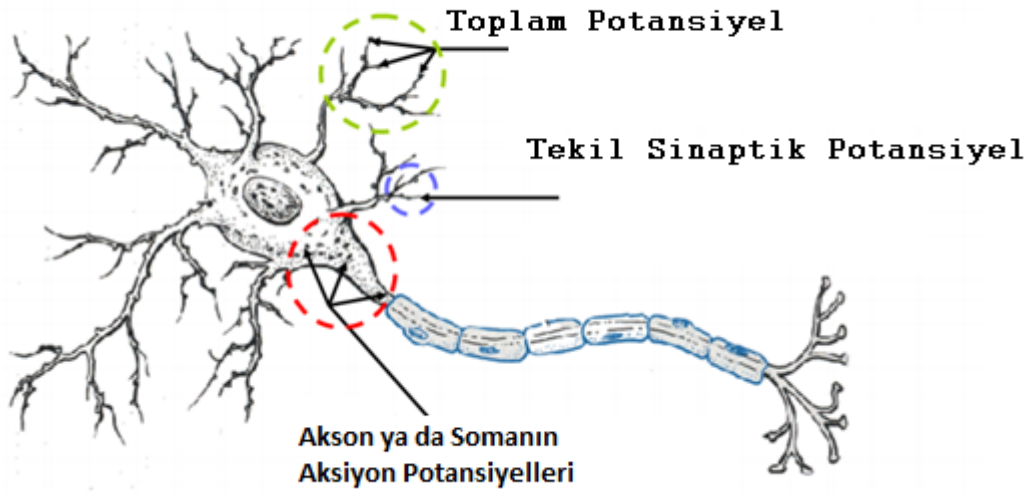 Toplam Potansiyel
Tekil Sinaptik Potansiyel
Akson ya da Somanın
Aksiyon Potansiyelleri